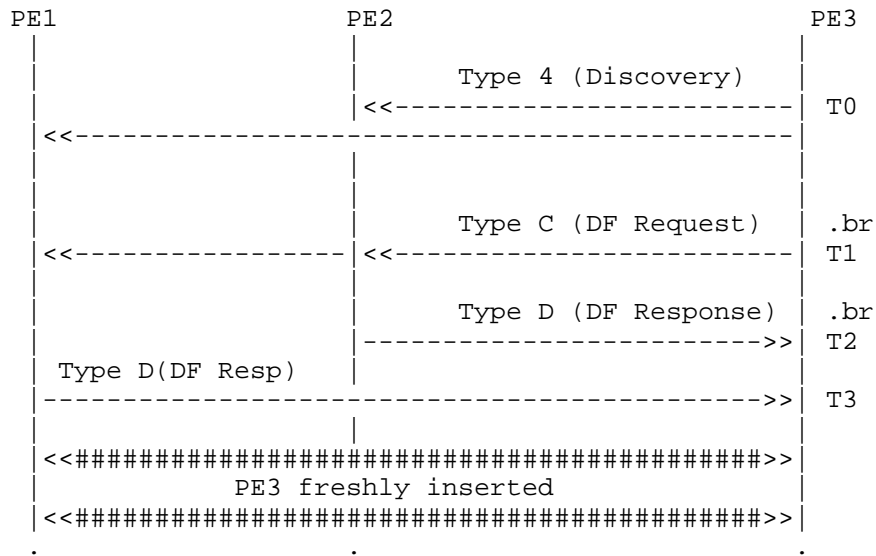 PE1 PE2 PE3
Type 4 (Discovery)
T0
Type C (DF Request) .br
T1
Type D (DF Response) .br
T2
Type D(DF Resp)
T3
PE3 freshly inserted